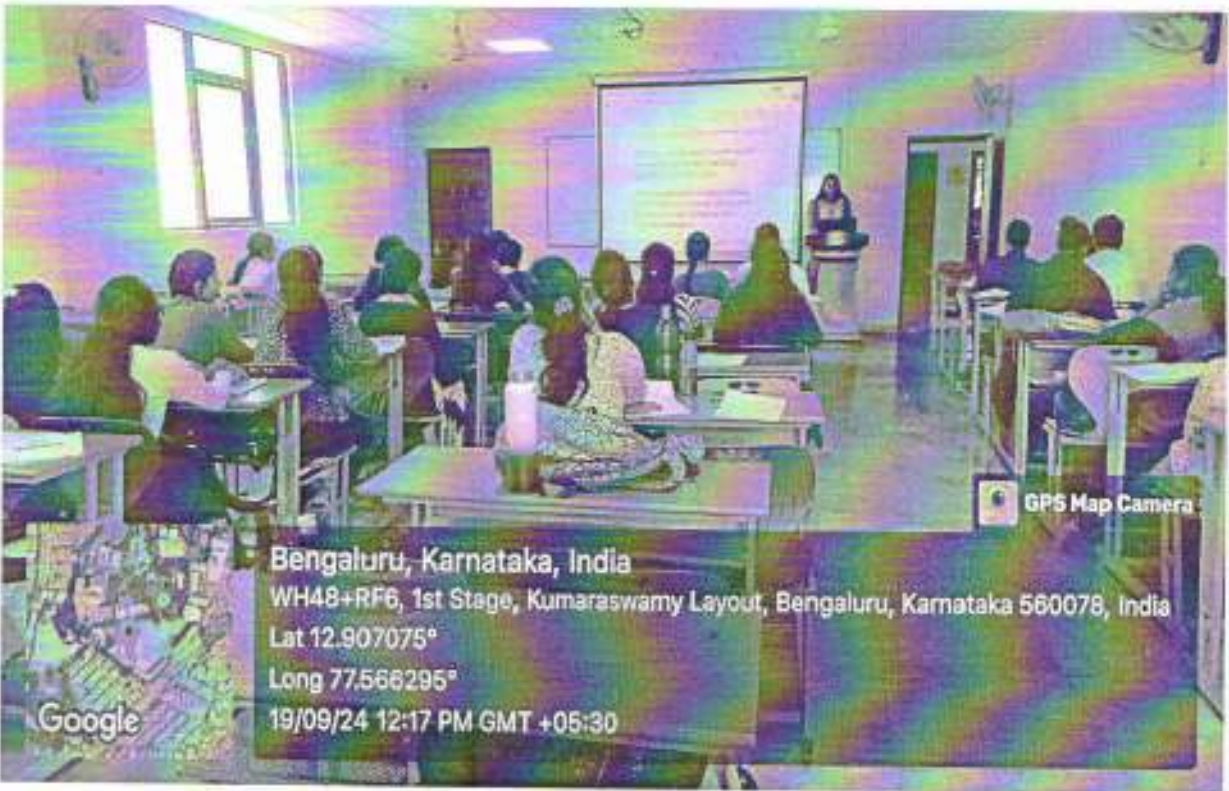 GPS Map Camera
Bengaluru, Karnataka, India
WH48+RF6, 1st Stage, Kumaraswamy Layout, Bengaluru, Karnataka 560078, India
Lat 12.907075°
Long 77.566295°
19/09/24 12:17 PM GMT +05:30
Google